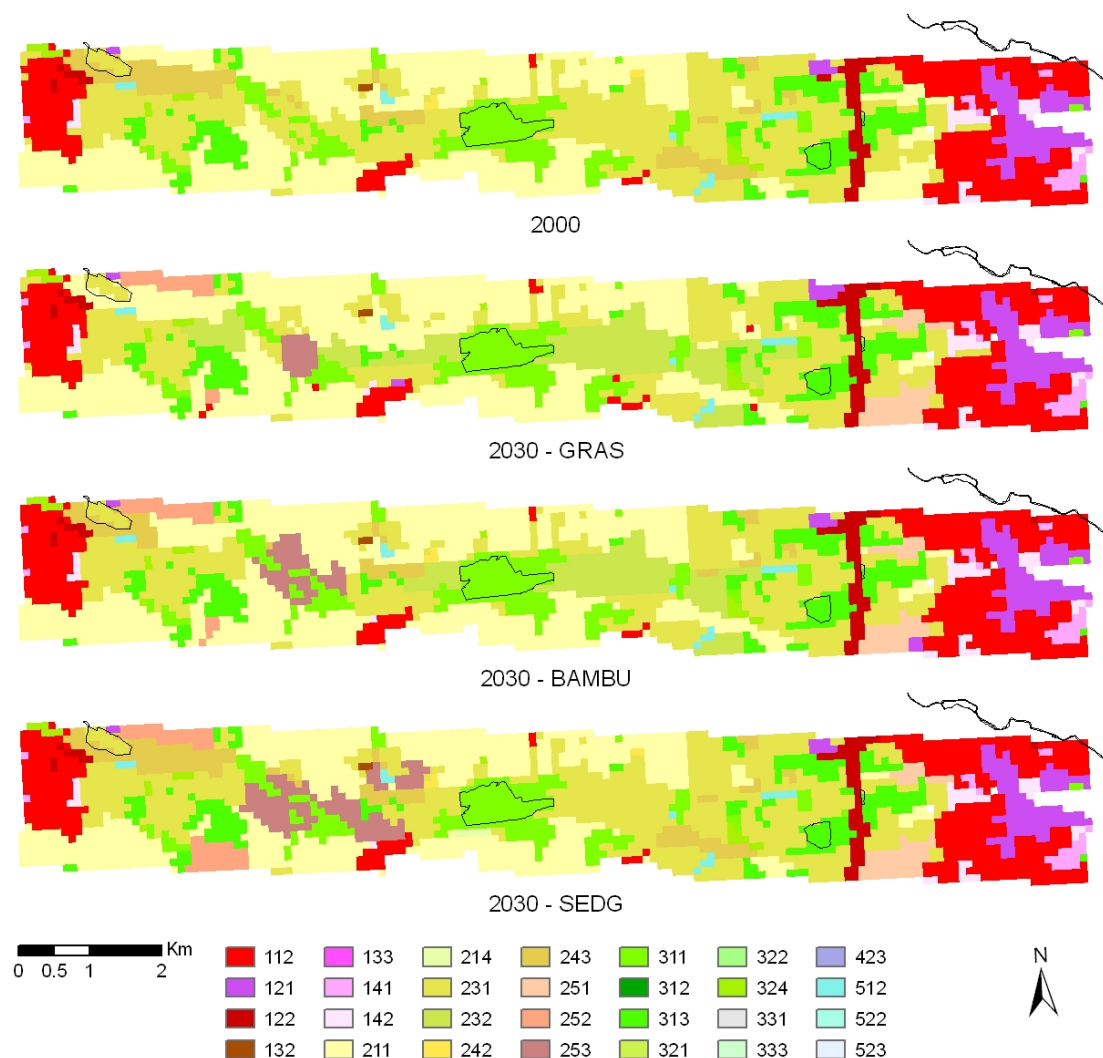 2000
2030 - GRAS
2030 - BAMBU
2030 - SEDG
Km
0 0.5 1 2
112 133 214 243 311 322 423
121 141 231 251 312 324 512
122 142 232 252 313 331 522
132 211 242 253 321 333 523
N